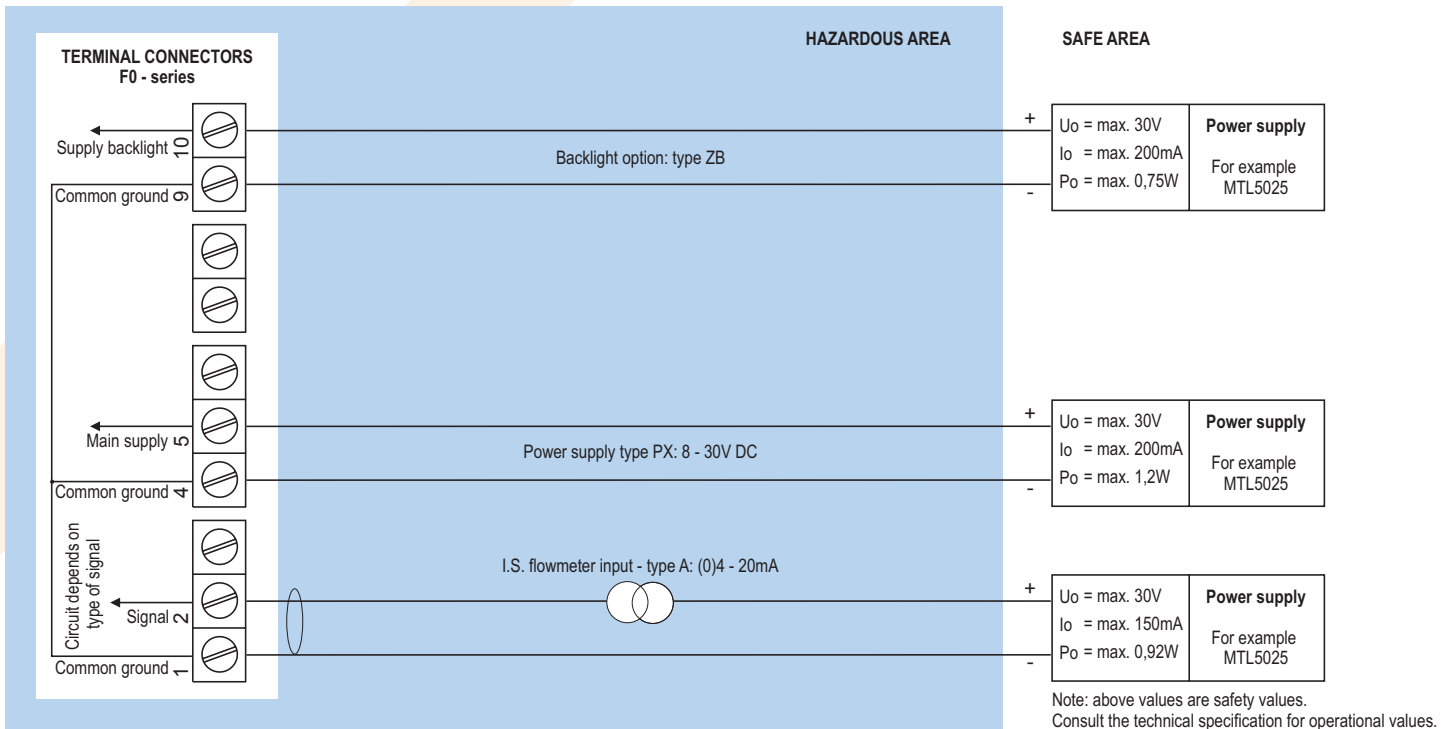 HAZARDOUS AREA
SAFE AREA
TERMINAL CONNECTORS
F0 - series
Supply backlight 10
Common ground 9
Backlight option: type ZB
+
-
Uo = max. 30V
Io = max. 200mA
Po = max. 0,75W
Power supply
For example
MTL5025
Main supply 5
Common ground 4
Power supply type PX: 8 - 30V DC
+
-
Uo = max. 30V
Io = max. 200mA
Po = max. 1,2W
Power supply
For example
MTL5025
Circuit depends on
type of signal
Signal 2
Common ground 1
I.S. flowmeter input - type A: (0)4 - 20mA
+
-
Uo = max. 30V
Io = max. 150mA
Po = max. 0,92W
Power supply
For example
MTL5025
Note: above values are safety values.
Consult the technical specification for operational values.